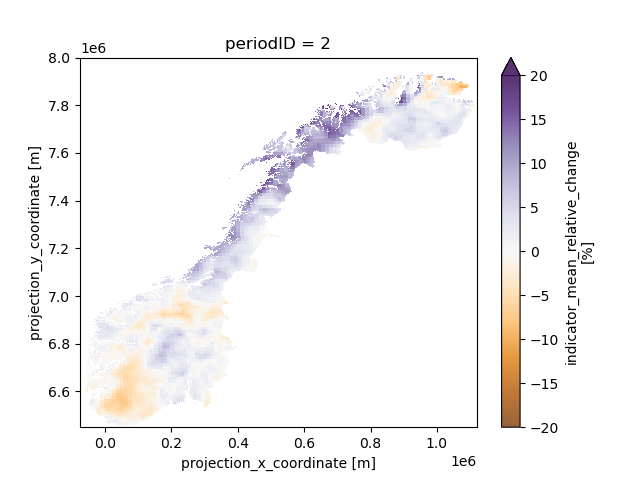 periodID = 2
1e6
8.0
7.8
7.6
7.4
7.2
7.0
6.8
6.6
projection_y_coordinate [m]
0.0 0.2 0.4 0.6 0.8 1.0
1e6
projection_x_coordinate [m]
20
15
10
5
0
−5
−10
−15
−20
indicator_mean_relative_change
[%]